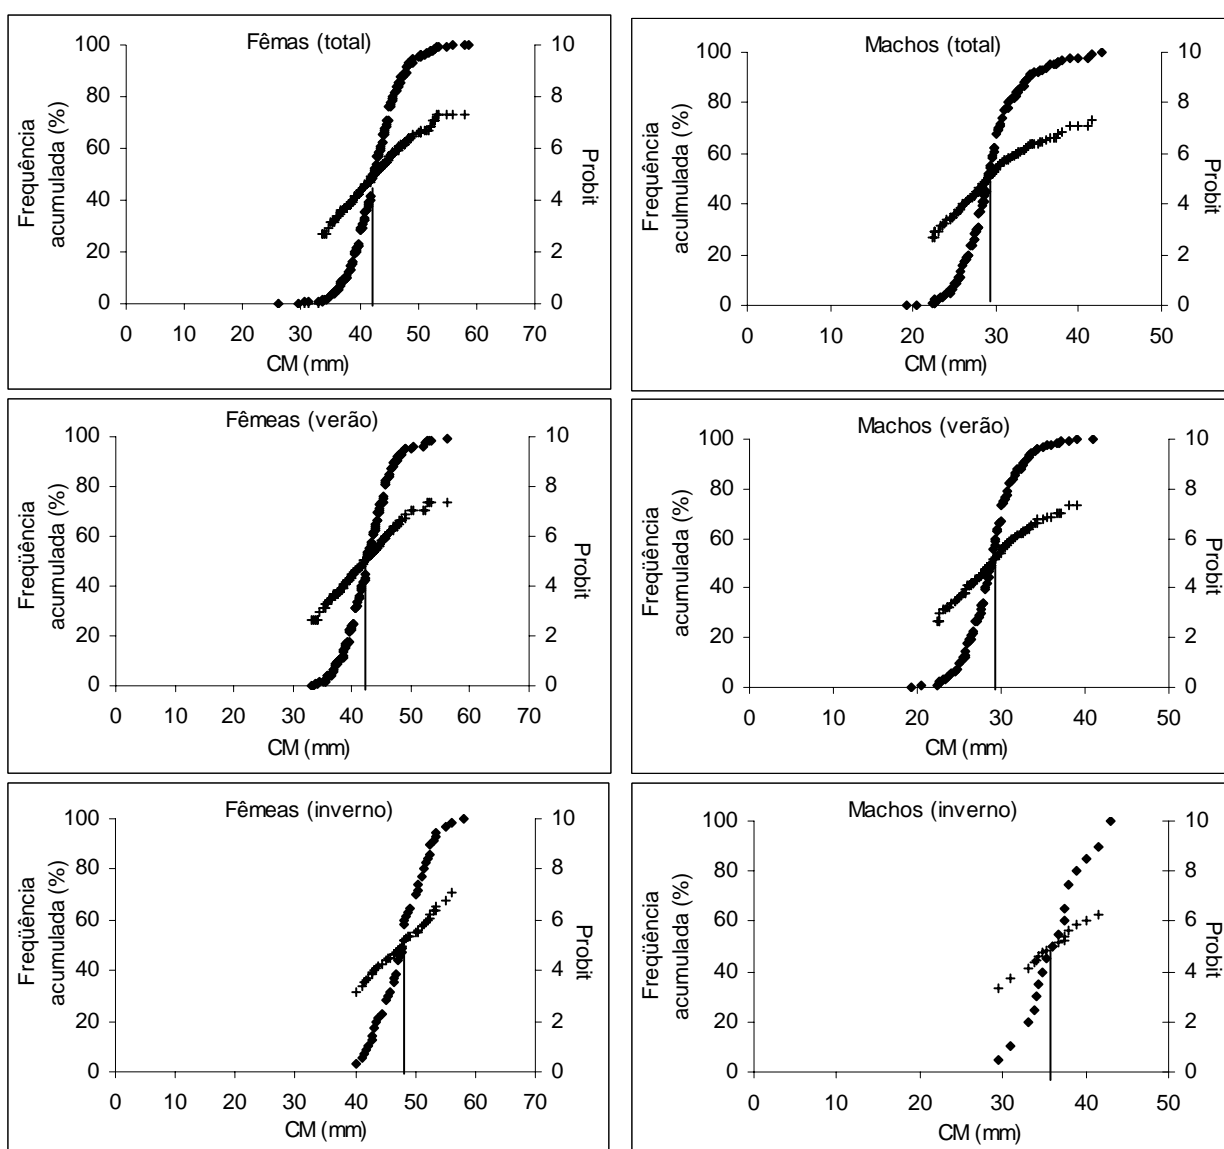 Fêmas (total)
Freqüência
acumulada (%)
100
80
60
40
20
0
10
8
6
4
2
0
Probit
0 10 20 30 40 50 60 70
CM (mm)
Machos (total)
Freqüência
aculmulada (%)
100
80
60
40
20
0
10
8
6
4
2
0
Probit
0 10 20 30 40 50
CM (mm)
Fêmeas (verão)
Freqüência
acumulada (%)
100
80
60
40
20
0
10
8
6
4
2
0
Probit
0 10 20 30 40 50 60 70
CM (mm)
Machos (verão)
Freqüência
acumulada (%)
100
80
60
40
20
0
10
8
6
4
2
0
Probit
0 10 20 30 40 50
CM (mm)
Fêmeas (inverno)
Freqüência
acumulada (%)
100
80
60
40
20
0
10
8
6
4
2
0
Probit
0 10 20 30 40 50 60 70
CM (mm)
Machos (inverno)
Freqüência
acumulada (%)
100
80
60
40
20
0
10
8
6
4
2
0
Probit
0 10 20 30 40 50
CM (mm)